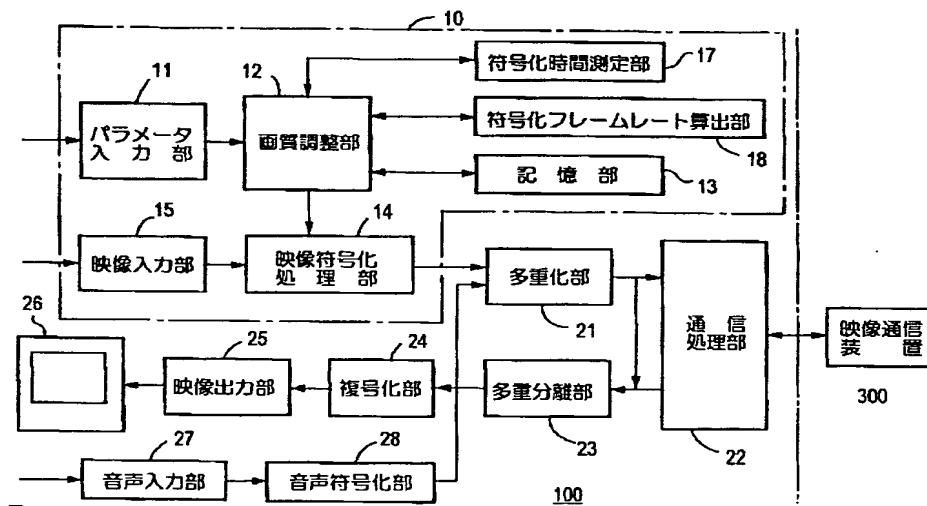 10
11
パラメータ
入力部
12
画質調整部
符号化時間測定部
17
符号化フレームレート算出部
18
記憶部
13
15
映像入力部
14
映像符号化
処理部
多重化部
21
通信
処理部
22
映像通信
装置
300
26
25
映像出力部
24
複号化部
多重分離部
23
27
音声入力部
28
音声符号化部
100